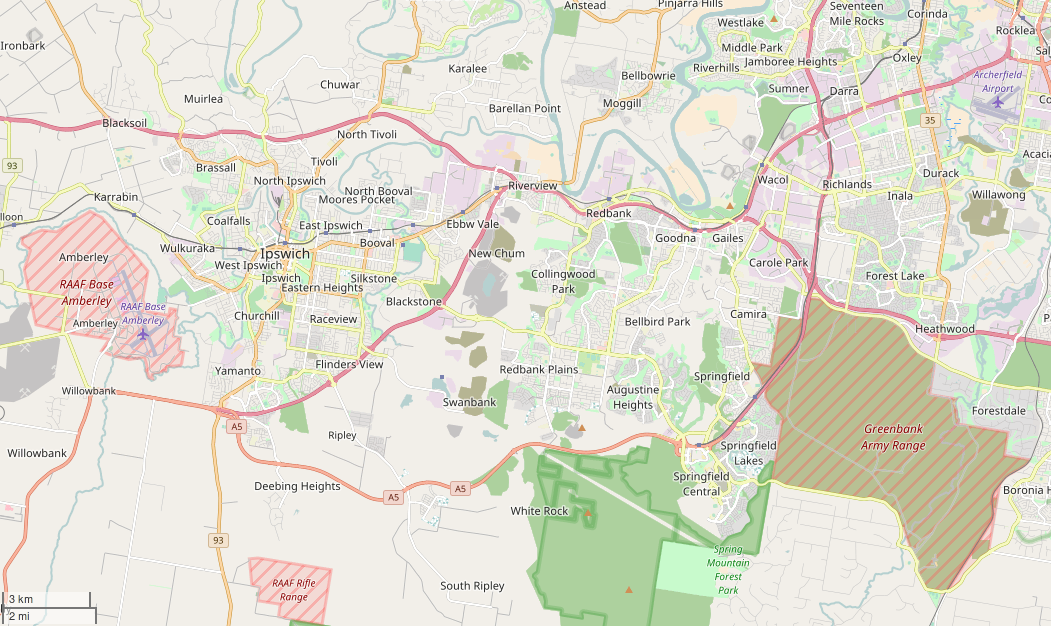 Anstead
Pinjarra Hills
Seventeen
Mile Rocks
Corinda
Westlake
Rocklea
Ironbark
Middle Park
Sal
Karalee
Riverhills
Jamboree Heights
Oxley
Bellbowrie
Archerfield
Airport
Chuwar
Sumner
Darra
Muirlea
Barellan Point
Moggill
Co
Blacksoil
North Tivoli
35
Acacia
93
Brassall
Tivoli
Durack
Karrabin
North Ipswich
North Booval
Moores Pocket
Riverview
Wacol
Richlands
Inala
Willawong
lloon
Coalfalls
East Ipswich
Ebbw Vale
Redbank
Wulkuraka
Ipswich
Booval
Goodna
Gailes
Amberley
West Ipswich
New Chum
Carole Park
Ipswich
Silkstone
Collingwood
Park
Forest Lake
RAAF Base
Amberley
Eastern Heights
Blackstone
RAAF Base
Amberley
Churchill
Raceview
Bellbird Park
Camira
P
Amberley
Heathwood
Yamanto
Flinders View
Redbank Plains
Springfield
Willowbank
Swanbank
Augustine
Heights
Forestdale
A5
Ripley
Greenbank
Army Range
Willowbank
Springfield
Lakes
Deebing Heights
A5
A5
Springfield
Central
Boronia H
White Rock
93
Spring
Mountain
Forest
Park
RAAF Rifle
Range
South Ripley
3 km
2 mi